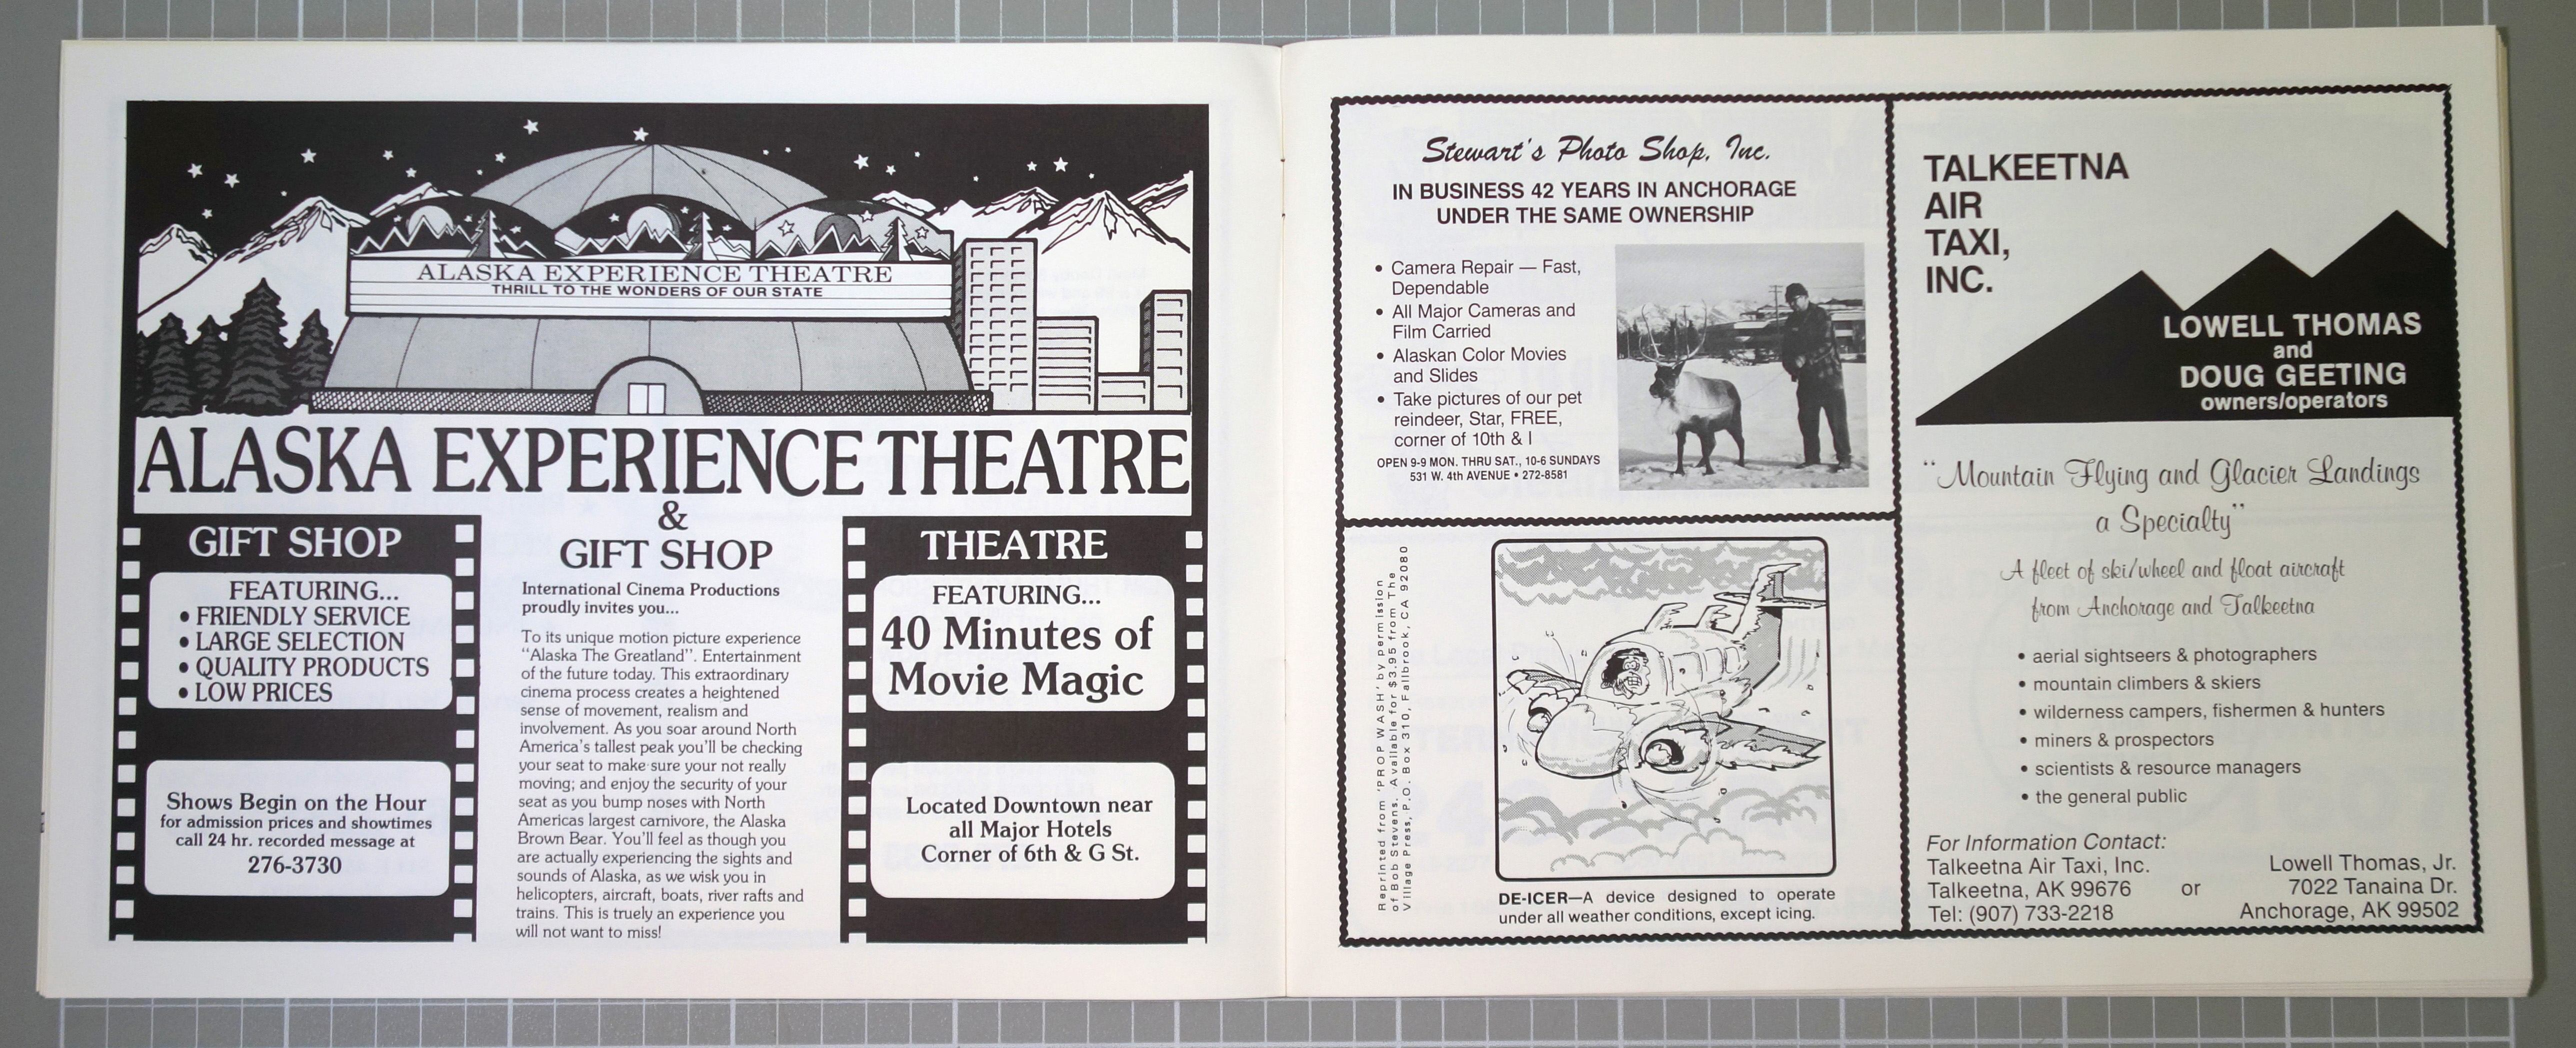 ALASKA EXPERIENCE THEATRE
THRILL TO THE WONDERS OF OUR STATE
ALASKA EXPERIENCE THEATRE
&
GIFT SHOP
GIFT SHOP
FEATURING...
• FRIENDLY SERVICE
• LARGE SELECTION
• QUALITY PRODUCTS
• LOW PRICES
Shows Begin on the Hour
for admission prices and showtimes
call 24 hr. recorded message at
276-3730
International Cinema Productions
proudly invites you...
To its unique motion picture experience
"Alaska The Greatland". Entertainment
of the future today. This extraordinary
cinema process creates a heightened
sense of movement, realism and
involvement. As you soar around North
America's tallest peak you'll be checking
your seat to make sure your not really
moving; and enjoy the security of your
seat as you bump noses with North
Americas largest carnivore, the Alaska
Brown Bear. You'll feel as though you
are actually experiencing the sights and
sounds of Alaska, as we wisk you in
helicopters, aircraft, boats, river rafts and
trains. This is truely an experience you
will not want to miss!
THEATRE
FEATURING...
40 Minutes of
Movie Magic
Located Downtown near
all Major Hotels
Corner of 6th & G St.
Stewart's Photo Shop, Inc.
IN BUSINESS 42 YEARS IN ANCHORAGE
UNDER THE SAME OWNERSHIP
• Camera Repair — Fast,
Dependable
• All Major Cameras and
Film Carried
• Alaskan Color Movies
and Slides
• Take pictures of our pet
reindeer, Star, FREE,
corner of 10th & I
OPEN 9-9 MON. THRU SAT., 10-6 SUNDAYS
531 W. 4th AVENUE • 272-8581
Reprinted from 'PROP WASH' by permission
of Bob Stevens. Available for $3.95 from The
Village Press, P.O. Box 310, Fallbrook, CA 92080
DE-ICER—A device designed to operate
under all weather conditions, except icing.
TALKEETNA
AIR
TAXI,
INC.
LOWELL THOMAS
and
DOUG GEETING
owners/operators
"Mountain Flying and Glacier Landings
a Specialty"
A fleet of ski/wheel and float aircraft
from Anchorage and Talkeetna
• aerial sightseers & photographers
• mountain climbers & skiers
• wilderness campers, fishermen & hunters
• miners & prospectors
• scientists & resource managers
• the general public
For Information Contact:
Talkeetna Air Taxi, Inc.
Talkeetna, AK 99676
Tel: (907) 733-2218
or
Lowell Thomas, Jr.
7022 Tanaina Dr.
Anchorage, AK 99502